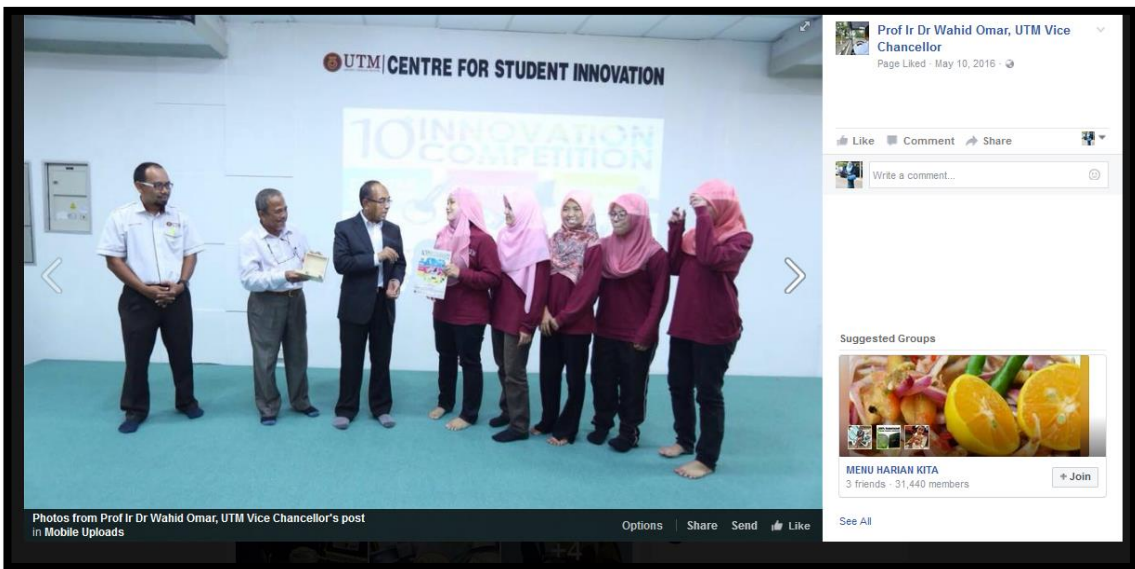 UTM CENTRE FOR STUDENT INNOVATION
10 INNOVATION
COMPETITION
Photos from Prof Ir Dr Wahid Omar, UTM Vice Chancellor's post
in Mobile Uploads
Options Share Send Like
+4
Prof Ir Dr Wahid Omar, UTM Vice
Chancellor
Page Liked · May 10, 2016 ·
Like Comment Share
Write a comment...
Suggested Groups
MENU HARIAN KITA
3 friends · 31,440 members
+ Join
See All